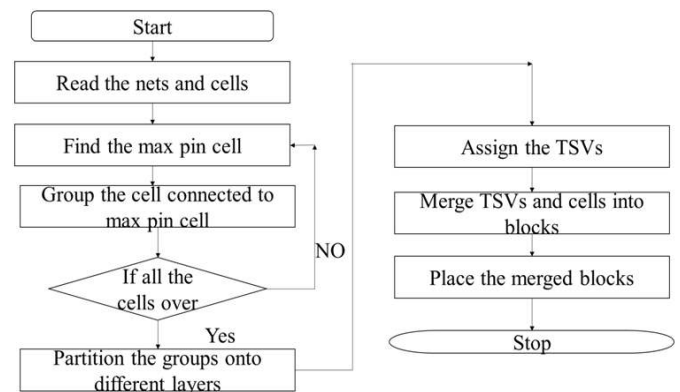 Start
Read the nets and cells
Find the max pin cell
Group the cell connected to
max pin cell
NO
If all the
cells over
Yes
Partition the groups onto
different layers
Assign the TSVs
Merge TSVs and cells into
blocks
Place the merged blocks
Stop